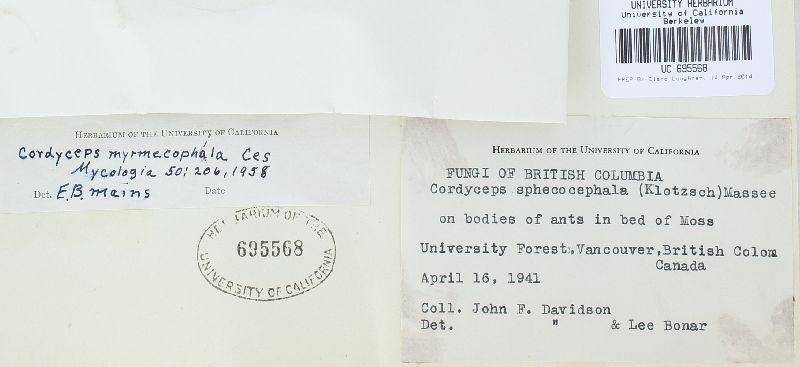 UNIVERSITY HERBARIUM
University of California
Berkeley
UC 695568
HERBARIUM OF THE UNIVERSITY OF CALIFORNIA
Cordyceps myrmecophála Ces
Mycologia 50: 206, 1958
Det. E.B. Mains Date
HERBARIUM OF THE
695568
UNIVERSITY OF CALIFORNIA
HERBARIUM OF THE UNIVERSITY OF CALIFORNIA
FUNGI OF BRITISH COLUMBIA
Cordyceps sphecocephala (Klotzsch) Massee
on bodies of ants in bed of Moss
University Forest, Vancouver, British Colom
Canada
April 16, 1941
Coll. John F. Davidson
Det. " & Lee Bonar